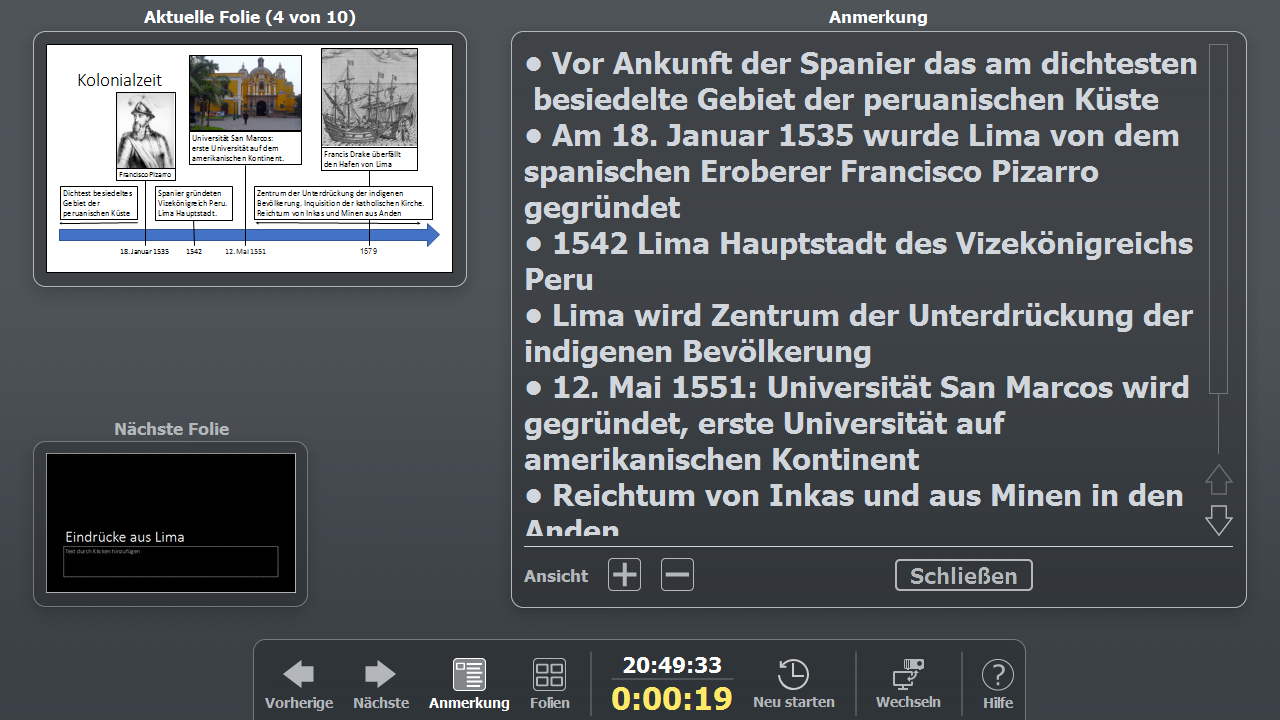 Aktuelle Folie (4 von 10)
Kolonialzeit
Francisco Pizarro
Universität San Marcos:
erste Universität auf dem
amerikanischen Kontinent.
Francis Drake überfällt
den Hafen von Lima
Dichtest besiedeltes
Gebiet der
peruanischen Küste
Spanier gründeten
Vizekönigreich Peru.
Lima Hauptstadt.
Zentrum der Unterdrückung der indigenen
Bevölkerung. Inquisition der katholischen Kirche.
Reichtum von Inkas und Minen aus Anden
18. Januar 1535
1542
12. Mai 1551
1579
Nächste Folie
Eindrücke aus Lima
Text durch Klicken hinzufügen
Anmerkung
● Vor Ankunft der Spanier das am dichtesten
besiedelte Gebiet der peruanischen Küste
● Am 18. Januar 1535 wurde Lima von dem
spanischen Eroberer Francisco Pizarro
gegründet
● 1542 Lima Hauptstadt des Vizekönigreichs
Peru
● Lima wird Zentrum der Unterdrückung der
indigenen Bevölkerung
● 12. Mai 1551: Universität San Marcos wird
gegründet, erste Universität auf
amerikanischen Kontinent
● Reichtum von Inkas und aus Minen in den
Anden
Ansicht
Schließen
Vorherige
Nächste
Anmerkung
Folien
20:49:33
0:00:19
Neu starten
Wechseln
Hilfe